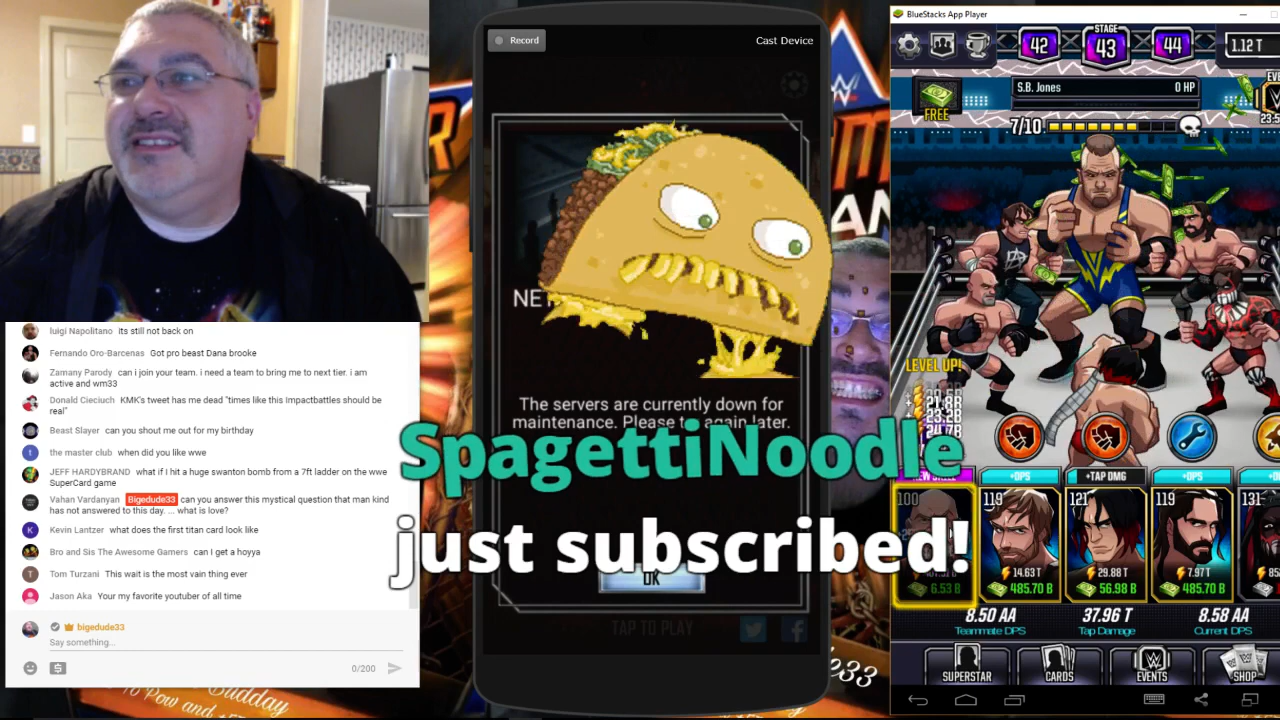 luigi Napolitano Its still not back on
Fernando Oro-Barcenas Got pro beast Dana brooke
Zamany Parody can i join your team. i need a team to bring me to next tier. i am
active and wm33
Donald Cieciuch KMK's tweet has me dead "times like this Impactbattles should be
real"
Beast Slayer can you shout me out for my birthday
the master club when did you like wwe
JEFF HARDYBRAND what if I hit a huge swanton bomb from a 7ft ladder on the wwe
SuperCard game
Vahan Vardanyan Bigedude33 can you answer this mystical question that man kind
has not answered to this day. ... what is love?
Kevin Lantzer what does the first titan card look like
Bro and Sis The Awesome Gamers can I get a hoyya
Tom Turzani This wait is the most vain thing ever
Jason Aka Your my favorite youtuber of all time
bigedude33
Say something...
0/200
Record
Cast Device
NET
The servers are currently down for
maintenance. Please again later.
SpagettiNoodle
just subscribed!
OK
TAP TO PLAY
BlueStacks App Player
STAGE
42 43 44
1.12 T
FREE
S.B. Jones 0 HP
7/10
23.5
LEVEL UP!
+DPS +TAP DMG +DPS
100 119 121 119 131
14.63 T 29.88 T 7.97 T
6.53 B 485.70 B 56.98 B 485.70 B
8.50 AA 37.96 T 8.58 AA
Teammate DPS Tap Damage Current DPS
SUPERSTAR CARDS EVENTS SHOP